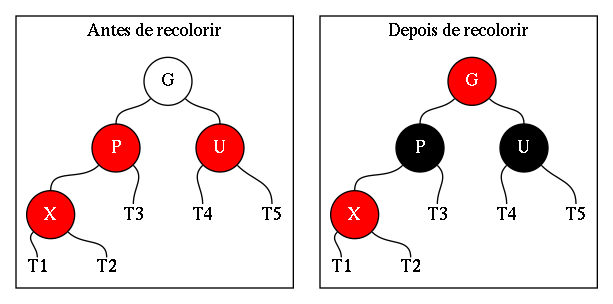 Antes de recolorir
G
P
U
X
T3
T4
T5
T1
T2
Depois de recolorir
G
P
U
X
T3
T4
T5
T1
T2